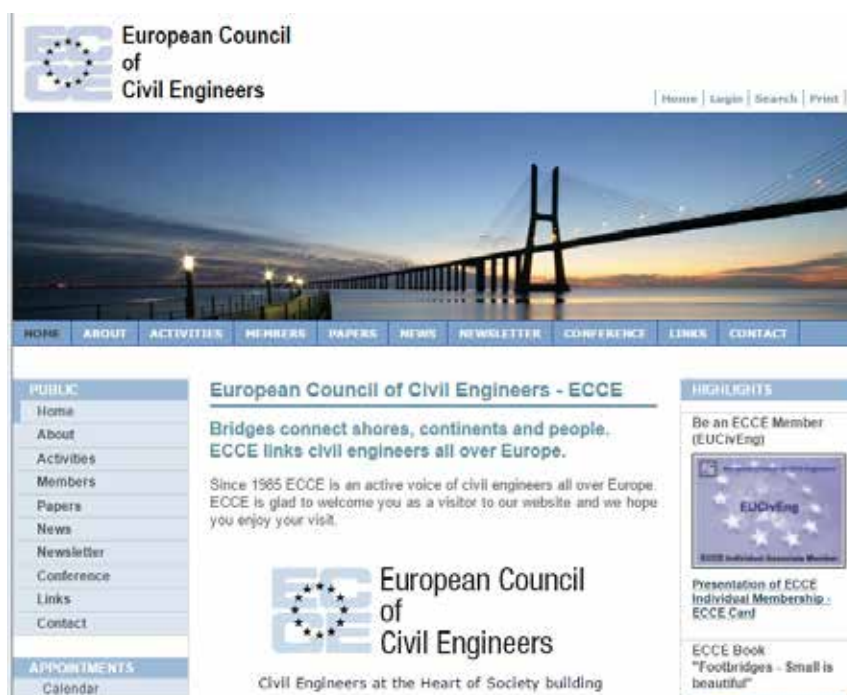 European Council
of
Civil Engineers
Home | Login | Search | Print
HOME ABOUT ACTIVITIES MEMBERS PAPERS NEWS NEWSLETTER CONFERENCE LINKS CONTACT
PUBLIC
Home
About
Activities
Members
Papers
News
Newsletter
Conference
Links
Contact
APPOINTMENTS
Calendar
European Council of Civil Engineers - ECCE
Bridges connect shores, continents and people.
ECCE links civil engineers all over Europe.
Since 1985 ECCE is an active voice of civil engineers all over Europe.
ECCE is glad to welcome you as a visitor to our website and we hope
you enjoy your visit.
European Council
of
Civil Engineers
Civil Engineers at the Heart of Society building
HIGHLIGHTS
Be an ECCE Member
(EUCivEng)
EUCivEng
ECCE Individual Associate Member
Presentation of ECCE
Individual Membership -
ECCE Card
ECCE Book
"Footbridges - Small is
beautiful"